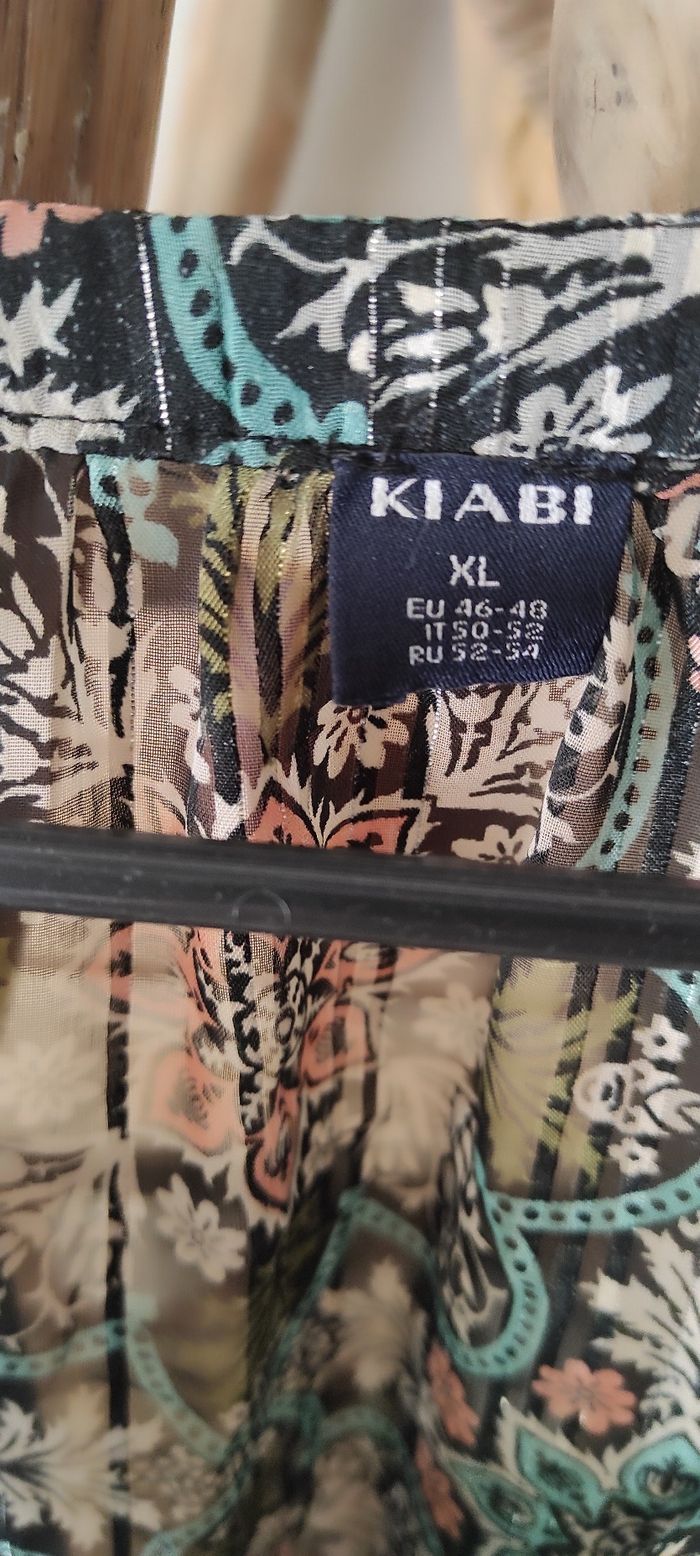 KIABI
XL
EU 46-48
IT 50-52
RU 52-54